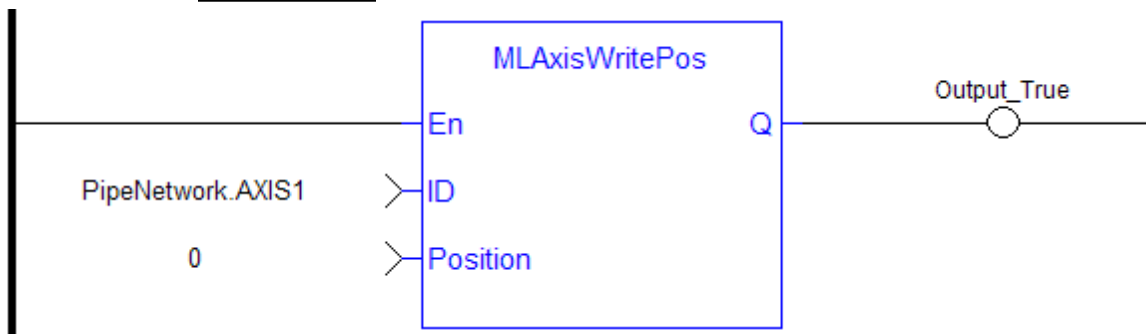 MLAxisWritePos
Output_True
En
Q
PipeNetwork.AXIS1
ID
0
Position